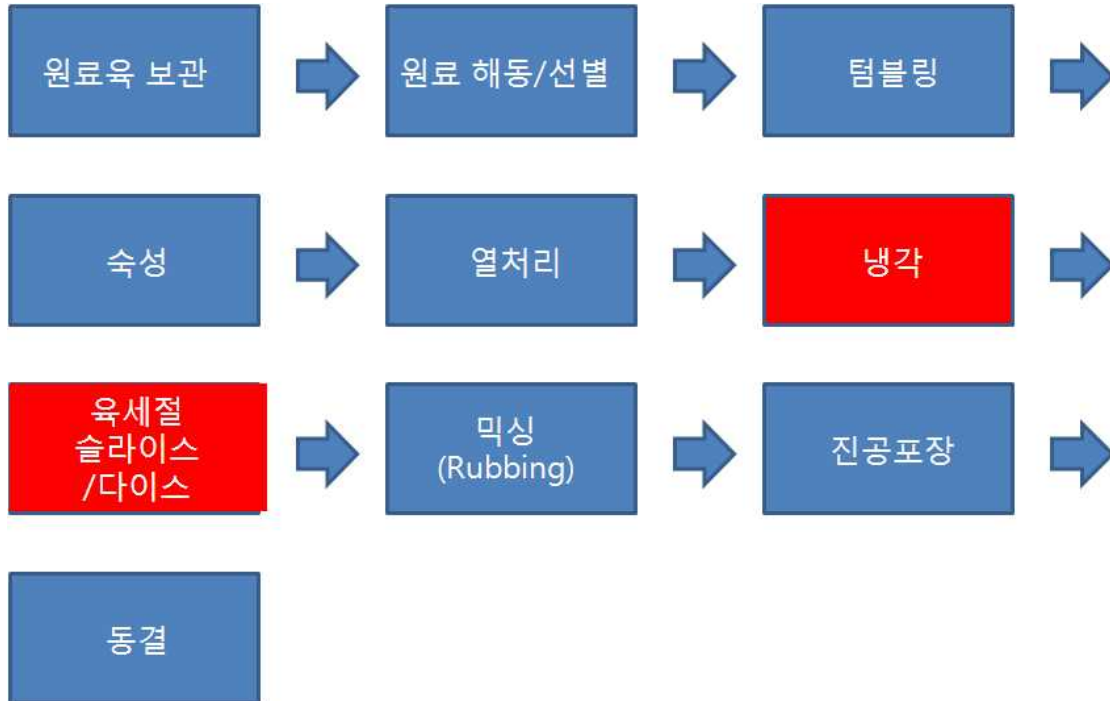 원료육 보관
원료 해동/선별
텀블링
숙성
열처리
냉각
육세절
슬라이스
/다이스
믹싱
(Rubbing)
진공포장
동결